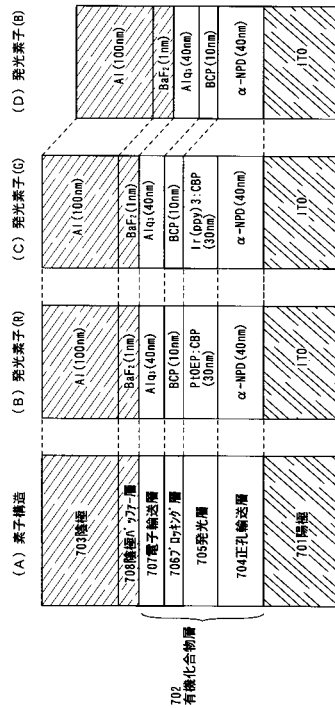 (A) 素子構造
703陰極
708陰極バッファー層
707電子輸送層
706ブロッキング層
705発光層
704正孔輸送層
701陽極
702
有機化合物層
(B) 発光素子(R)
Al(100nm)
BaF₂(1nm)
Alq₃(40nm)
BCP(10nm)
PtOEP:CBP
(30nm)
α-NPD(40nm)
ITO
(C) 発光素子(G)
Al(100nm)
BaF₂(1nm)
Alq₃(40nm)
BCP(10nm)
Ir(ppy)3:CBP
(30nm)
α-NPD(40nm)
ITO
(D) 発光素子(B)
Al(100nm)
BaF₂(1nm)
Alq₃(40nm)
BCP(10nm)
α-NPD(40nm)
ITO